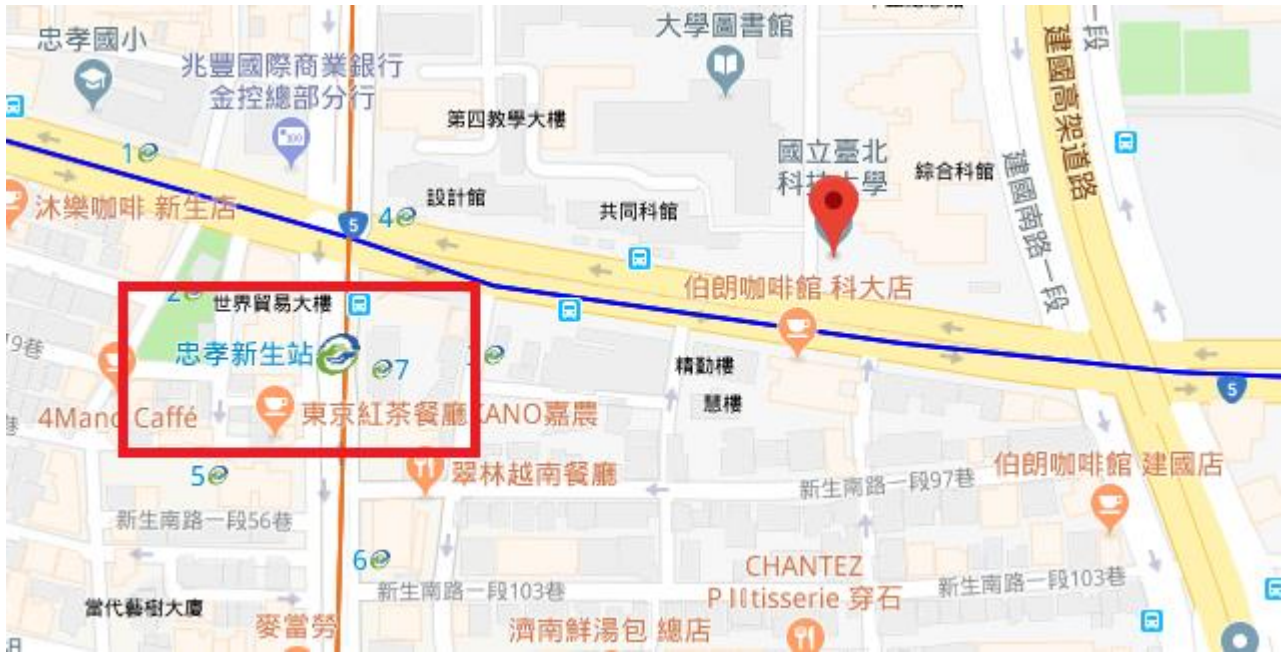 忠孝國小
兆豐國際商業銀行
金控總部分行
大學圖書館
第四教學大樓
國立臺北
科技大學
綜合科館
建國高架道路
一段
建國南路一段
1
沐樂咖啡 新生店
設計館
共同科館
5
4
伯朗咖啡館 科大店
2
世界貿易大樓
忠孝新生站
7
精勤樓
慧樓
5
4Mano Caffé
東京紅茶餐廳
KANO嘉農
翠林越南餐廳
5
新生南路一段97巷
伯朗咖啡館 建國店
新生南路一段56巷
6
新生南路一段103巷
CHANTEZ
新生南路一段103巷
穿石
當代藝樹大廈
麥當勞
濟南鮮湯包 總店